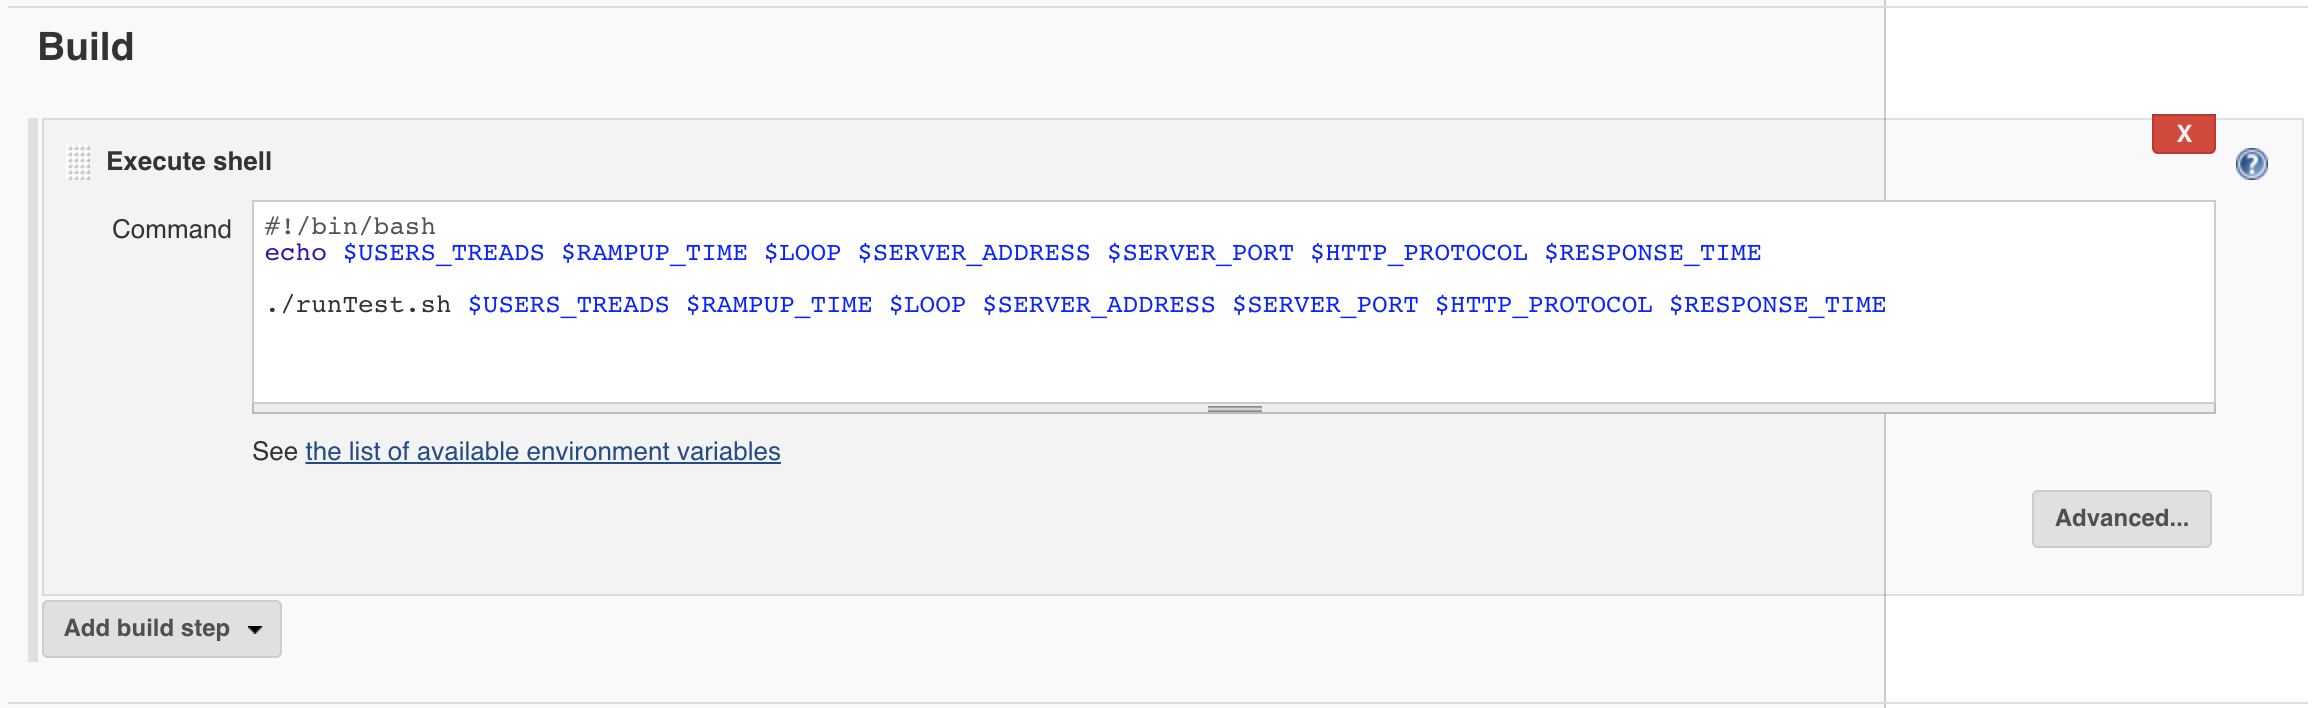 Build
X
Execute shell
Command
#!/bin/bash
echo $USERS_TREADS $RAMPUP_TIME $LOOP $SERVER_ADDRESS $SERVER_PORT $HTTP_PROTOCOL $RESPONSE_TIME
./runTest.sh $USERS_TREADS $RAMPUP_TIME $LOOP $SERVER_ADDRESS $SERVER_PORT $HTTP_PROTOCOL $RESPONSE_TIME
See the list of available environment variables
Advanced...
Add build step